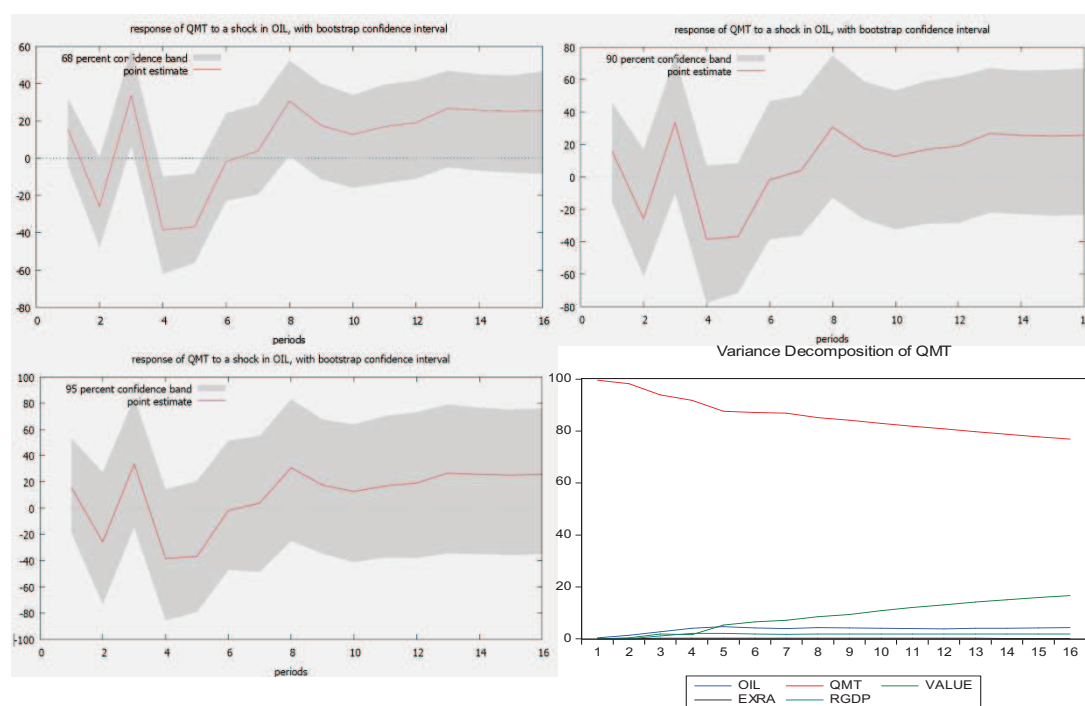 response of QMT to a shock in OIL, with bootstrap confidence interval
68 percent confidence band
point estimate
60
40
20
0
-20
-40
-60
-80
0 2 4 6 8 10 12 14 16
periods
response of QMT to a shock in OIL, with bootstrap confidence interval
90 percent confidence band
point estimate
80
60
40
20
0
-20
-40
-60
-80
0 2 4 6 8 10 12 14 16
periods
response of QMT to a shock in OIL, with bootstrap confidence interval
95 percent confidence band
point estimate
100
80
60
40
20
0
-20
-40
-60
-80
-100
0 2 4 6 8 10 12 14 16
periods
Variance Decomposition of QMT
100
80
60
40
20
0
1 2 3 4 5 6 7 8 9 10 11 12 13 14 15 16
OIL QMT VALUE
EXRA RGDP